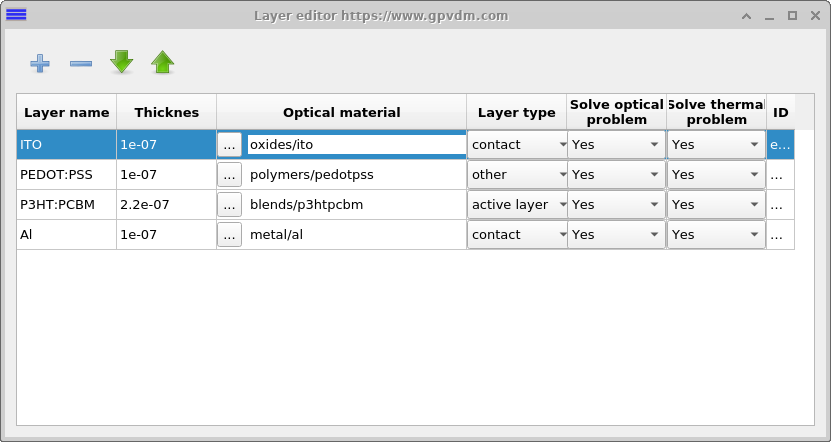 Layer editor https://www.gpvdm.com
Layer name Thicknes Optical material Layer type Solve optical problem Solve thermal problem ID
ITO 1e-07 ... oxides/ito contact Yes Yes e...
PEDOT:PSS 1e-07 ... polymers/pedotpss other Yes Yes ...
P3HT:PCBM 2.2e-07 ... blends/p3htpcbm active layer Yes Yes ...
Al 1e-07 ... metal/al contact Yes Yes ...